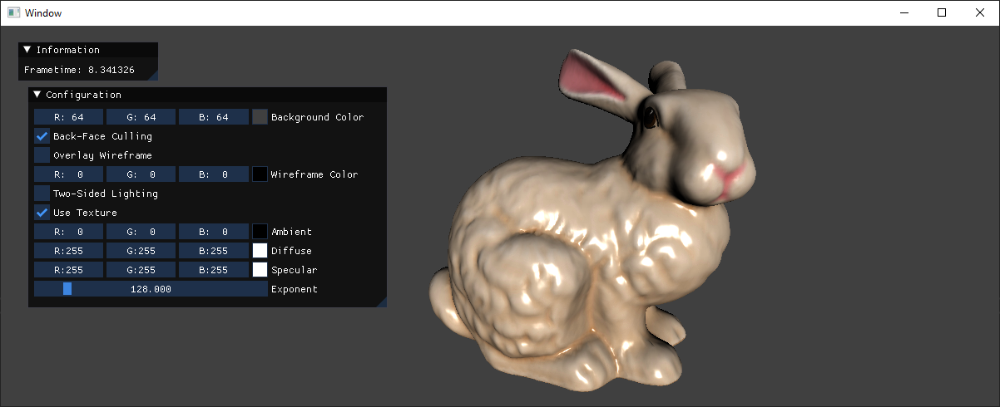 Window
Information
Frametime: 8.341326
Configuration
R: 64 G: 64 B: 64 Background Color
Back-Face Culling
Overlay Wireframe
R: 0 G: 0 B: 0 Wireframe Color
Two-Sided Lighting
Use Texture
R: 0 G: 0 B: 0 Ambient
R:255 G:255 B:255 Diffuse
R:255 G:255 B:255 Specular
128.000 Exponent